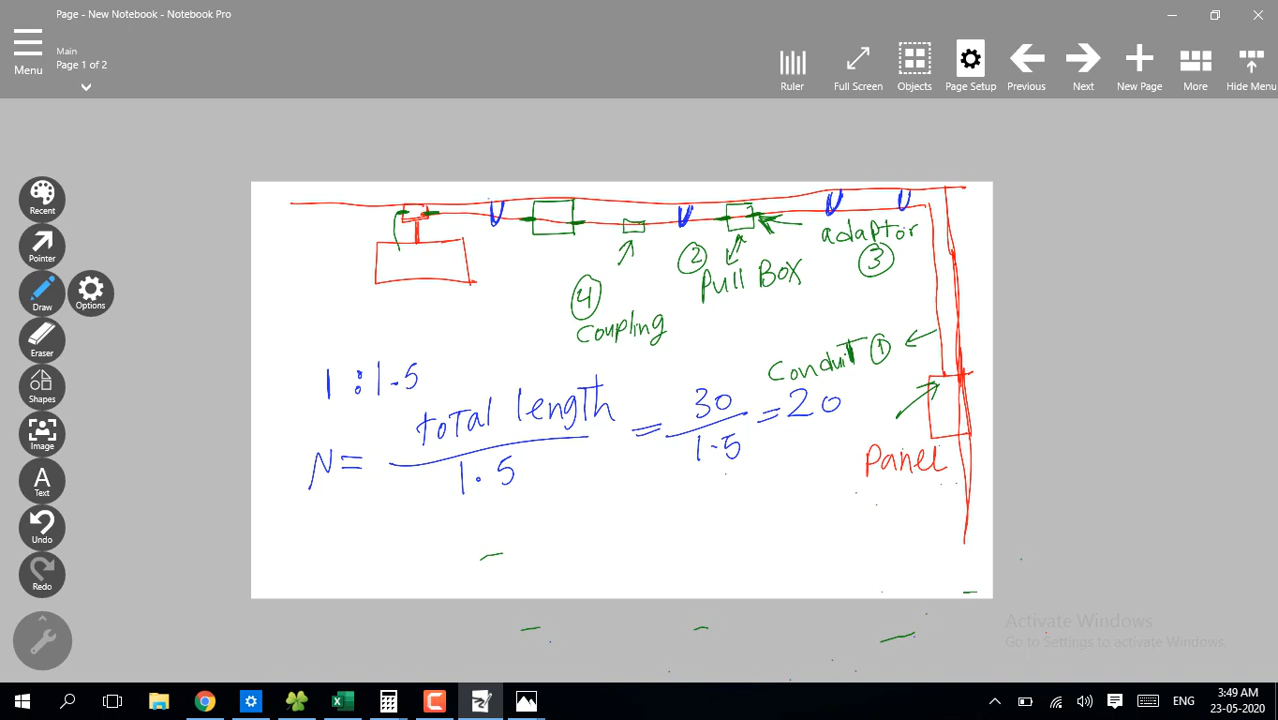 Page - New Notebook - Notebook Pro
Menu
Main
Page 1 of 2
Ruler
Full Screen
Objects
Page Setup
Previous
Next
New Page
More
Hide Menu
Recent
Pointer
Draw
Options
Eraser
Shapes
Image
Text
Undo
Redo
adaptor
3
2
Pull Box
4
Coupling
Conduit 1
1 : 1.5
N = total length / 1.5 = 30 / 1.5 = 20
Panel
Activate Windows
Go to Settings to activate Windows.
ENG
3:49 AM
23-05-2020